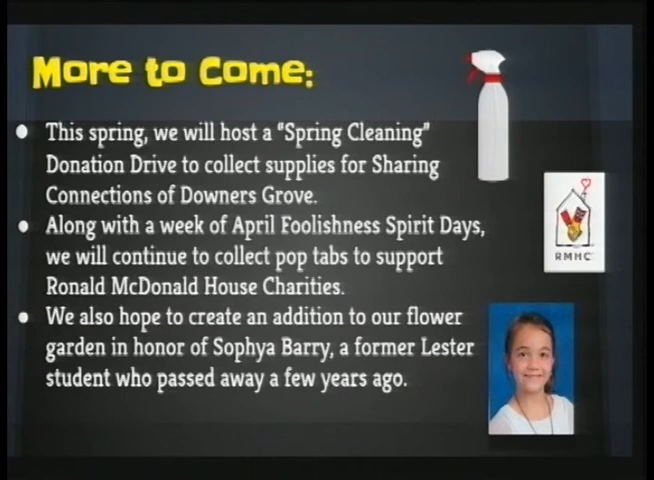 More to Come:
This spring, we will host a "Spring Cleaning"
Donation Drive to collect supplies for Sharing
Connections of Downers Grove.
Along with a week of April Foolishness Spirit Days,
we will continue to collect pop tabs to support
Ronald McDonald House Charities.
We also hope to create an addition to our flower
garden in honor of Sophya Barry, a former Lester
student who passed away a few years ago.
RMHC